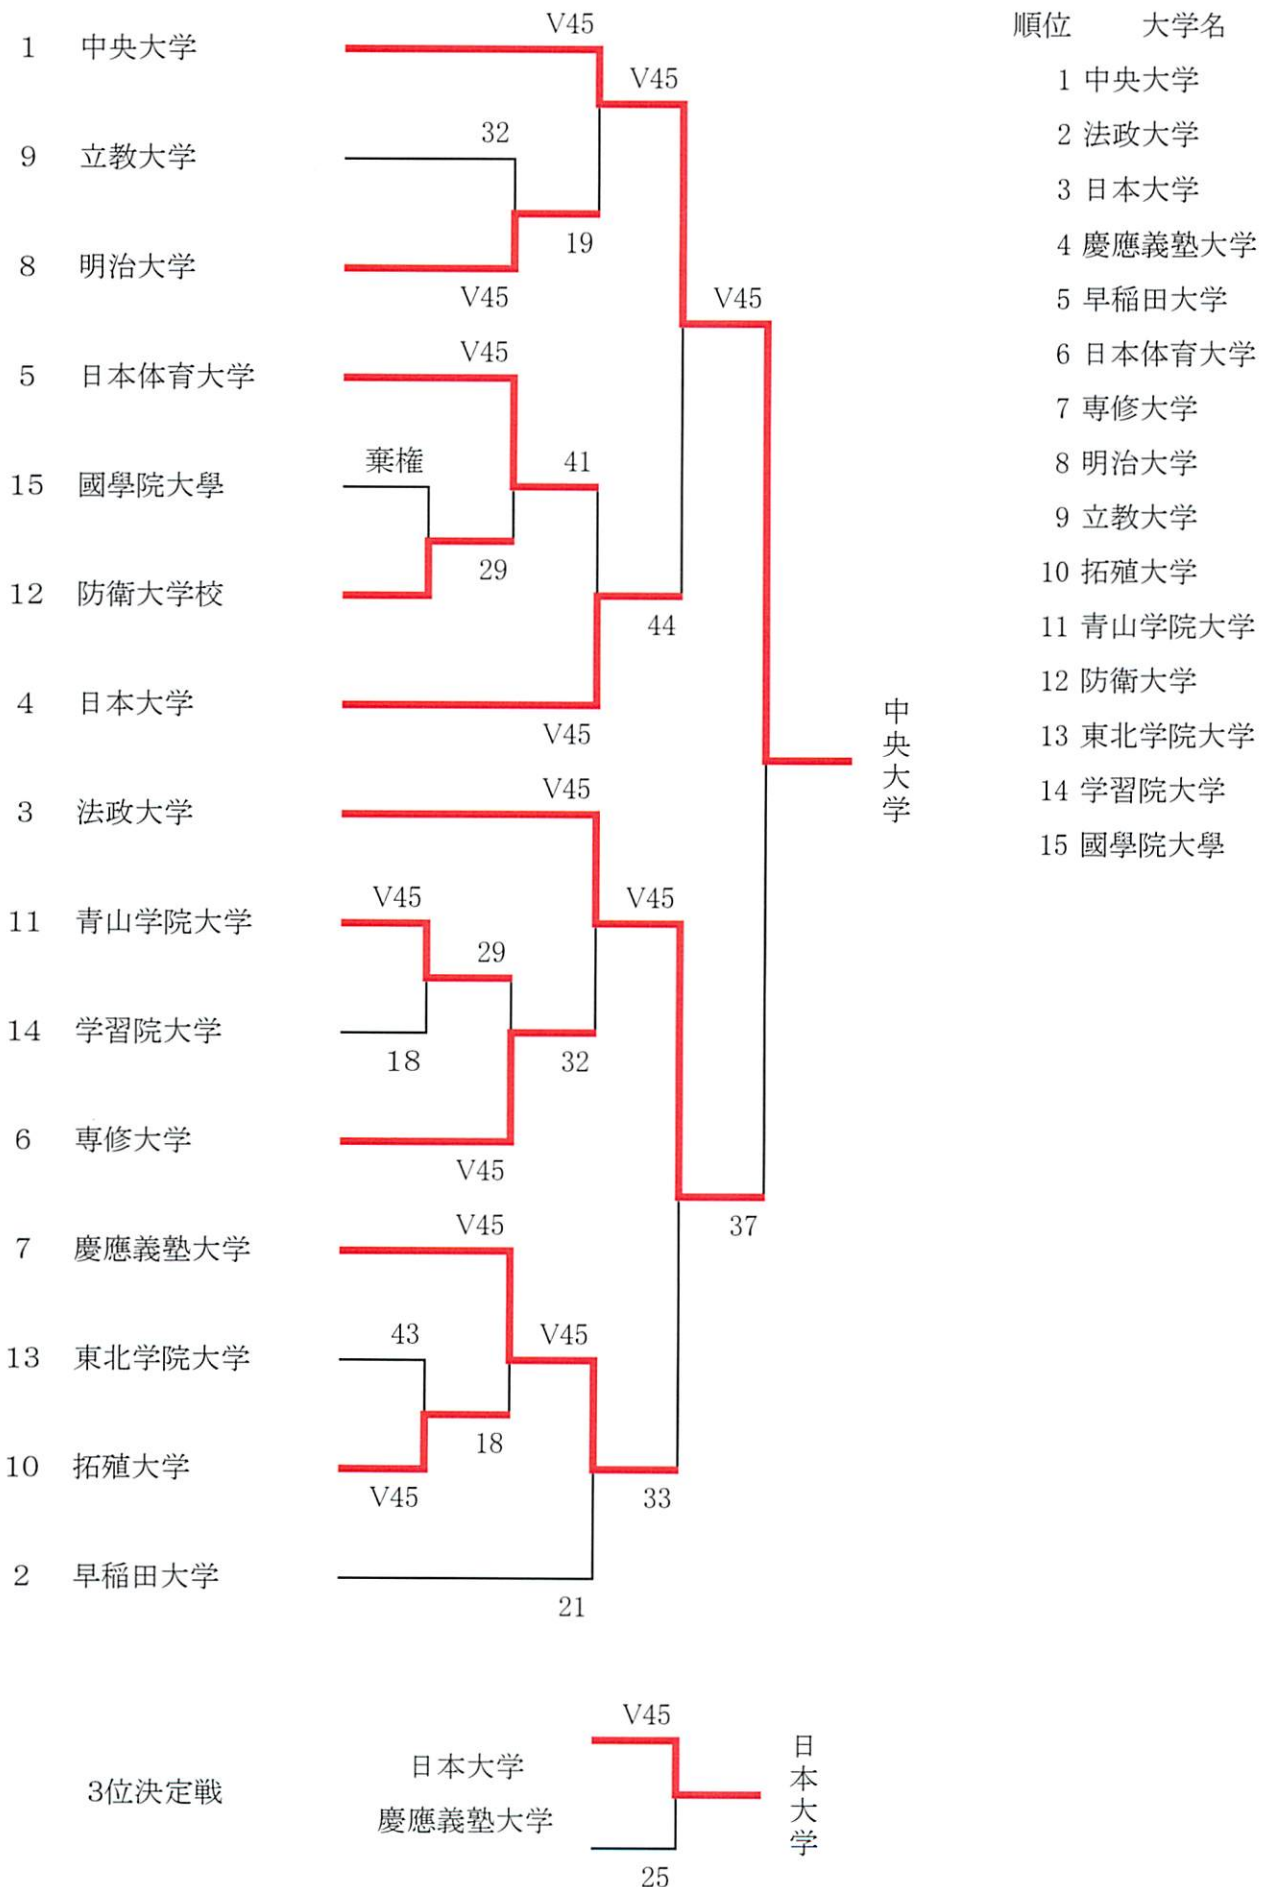 V45
1 中央大学
V45
32
9 立教大学
19
8 明治大学
V45
V45
V45
5 日本体育大学
棄権
41
15 國學院大學
29
12 防衛大学校
44
4 日本大学
V45
中央大学
V45
3 法政大学
V45
V45
11 青山学院大学
29
14 学習院大学
18
32
6 専修大学
V45
37
V45
7 慶應義塾大学
43
V45
13 東北学院大学
18
10 拓殖大学
V45
33
2 早稲田大学
21
順位 大学名
1 中央大学
2 法政大学
3 日本大学
4 慶應義塾大学
5 早稲田大学
6 日本体育大学
7 専修大学
8 明治大学
9 立教大学
10 拓殖大学
11 青山学院大学
12 防衛大学
13 東北学院大学
14 学習院大学
15 國學院大學
V45
3位決定戦
日本大学
慶應義塾大学
25
日本大学